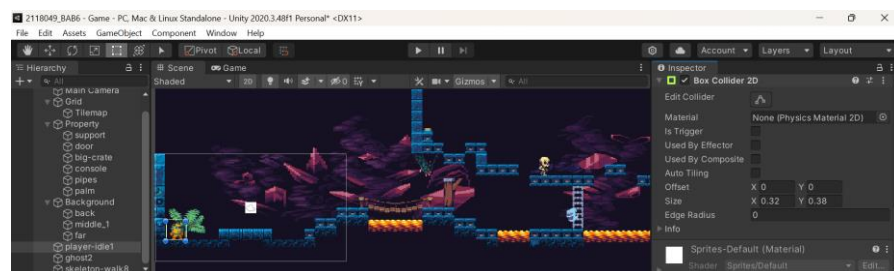 2118049_BAB6 - Game - PC, Mac & Linux Standalone - Unity 2020.3.48f1 Personal* <DX11>
File Edit Assets GameObject Component Window Help
Pivot Local
Account Layers Layout
Hierarchy
Scene Game
Inspector
All
Shaded 2D 0 Gizmos All
Main Camera
Grid
Tilemap
Property
support
door
big-crate
console
pipes
palm
Background
back
middle_1
far
player-idle1
ghost2
skeleton-walk8
Box Collider 2D
Edit Collider
Material None (Physics Material 2D)
Is Trigger
Used By Effector
Used By Composite
Auto Tiling
Offset X 0 Y 0
Size X 0.32 Y 0.38
Edge Radius 0
Info
Sprites-Default (Material)
Shader Sprites/Default Edit...